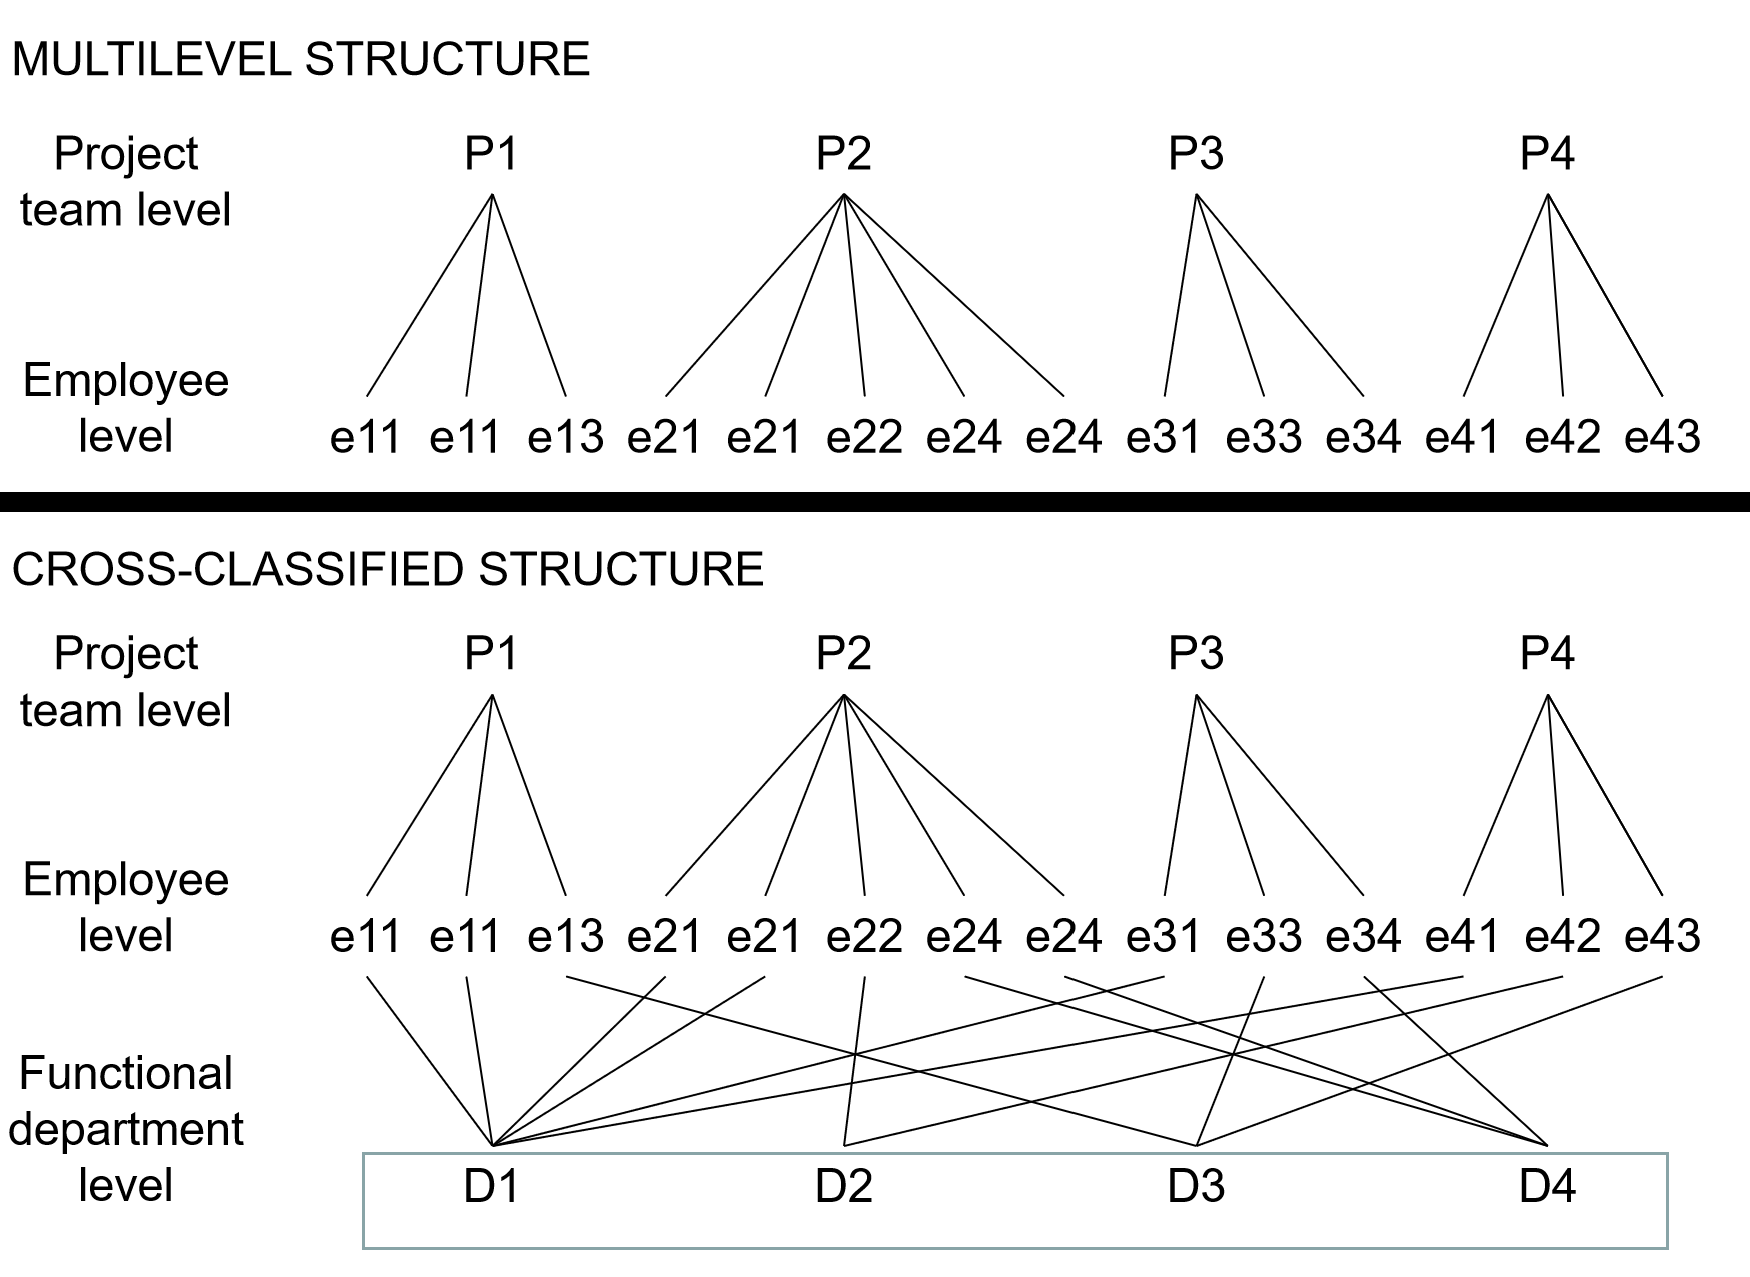 MULTILEVEL STRUCTURE
Project
team level
P1 P2 P3 P4
Employee
level
e11 e11 e13 e21 e21 e22 e24 e24 e31 e33 e34 e41 e42 e43
CROSS-CLASSIFIED STRUCTURE
Project
team level
P1 P2 P3 P4
Employee
level
e11 e11 e13 e21 e21 e22 e24 e24 e31 e33 e34 e41 e42 e43
Functional
department
level
D1 D2 D3 D4